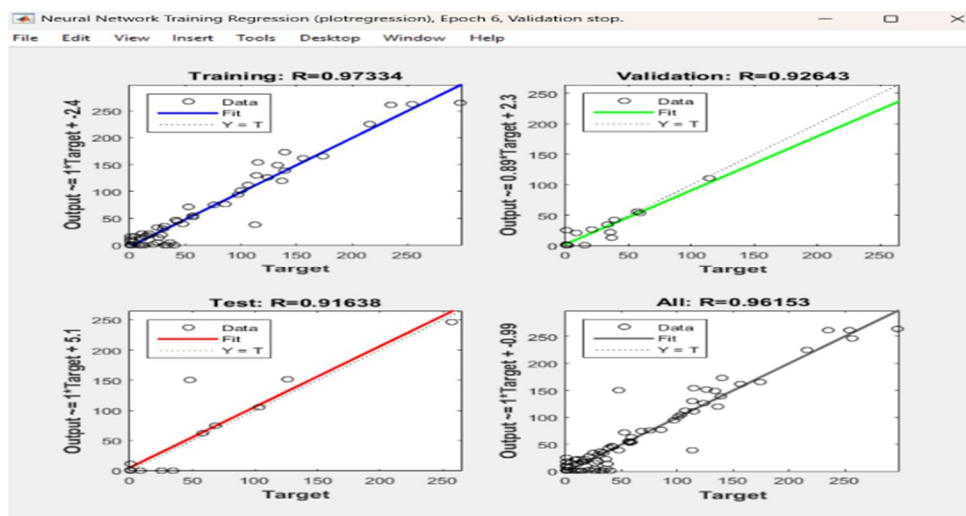 Neural Network Training Regression (plotregression), Epoch 6, Validation stop.
File Edit View Insert Tools Desktop Window Help
Training: R=0.97334
Output ~= 1*Target + -2.4
Data
Fit
Y = T
250
200
150
100
50
0
0 50 100 150 200 250
Target
Validation: R=0.92643
Output ~= 0.89*Target + 2.3
Data
Fit
Y = T
250
200
150
100
50
0
0 50 100 150 200 250
Target
Test: R=0.91638
Output ~= 1*Target + 5.1
Data
Fit
Y = T
250
200
150
100
50
0
0 50 100 150 200 250
Target
All: R=0.96153
Output ~= 1*Target + -0.99
Data
Fit
Y = T
250
200
150
100
50
0
0 50 100 150 200 250
Target